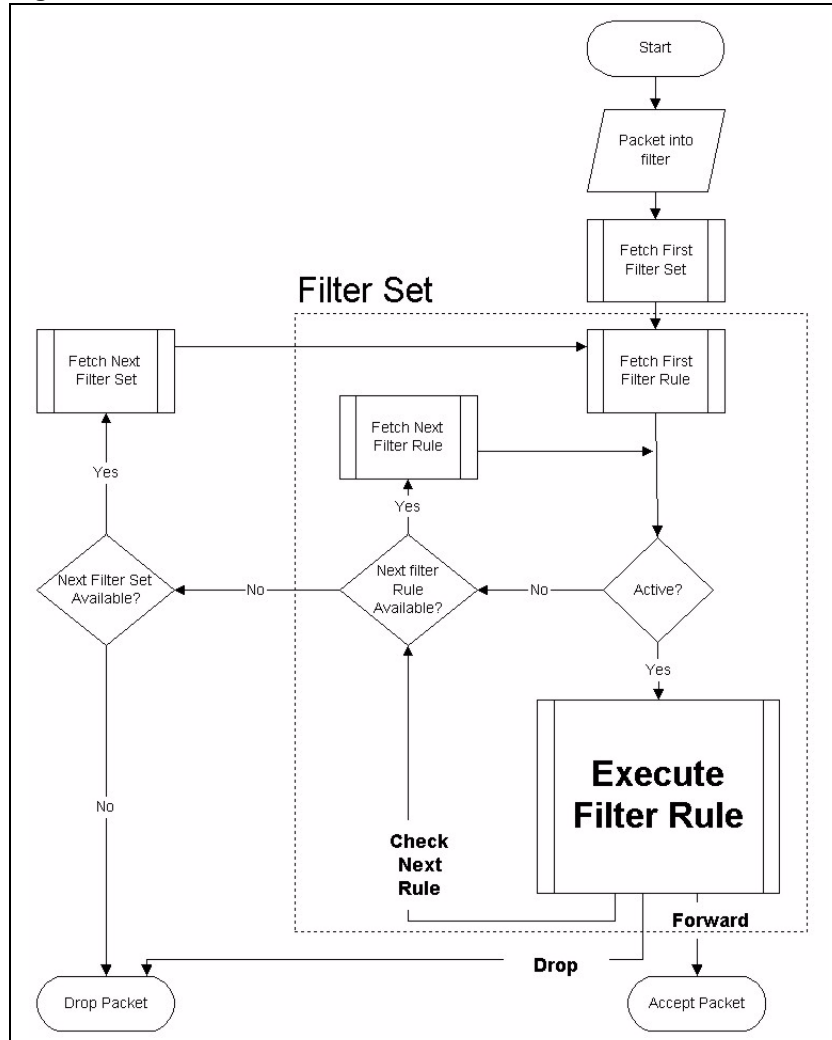 Start
Packet into
filter
Fetch First
Filter Set
Filter Set
Fetch Next
Filter Set
Fetch First
Filter Rule
Fetch Next
Filter Rule
Yes
Yes
Next Filter Set
Available?
No
Next filter
Rule
Available?
No
Active?
Yes
Execute
Filter Rule
No
Check
Next
Rule
Forward
Drop
Drop Packet
Accept Packet